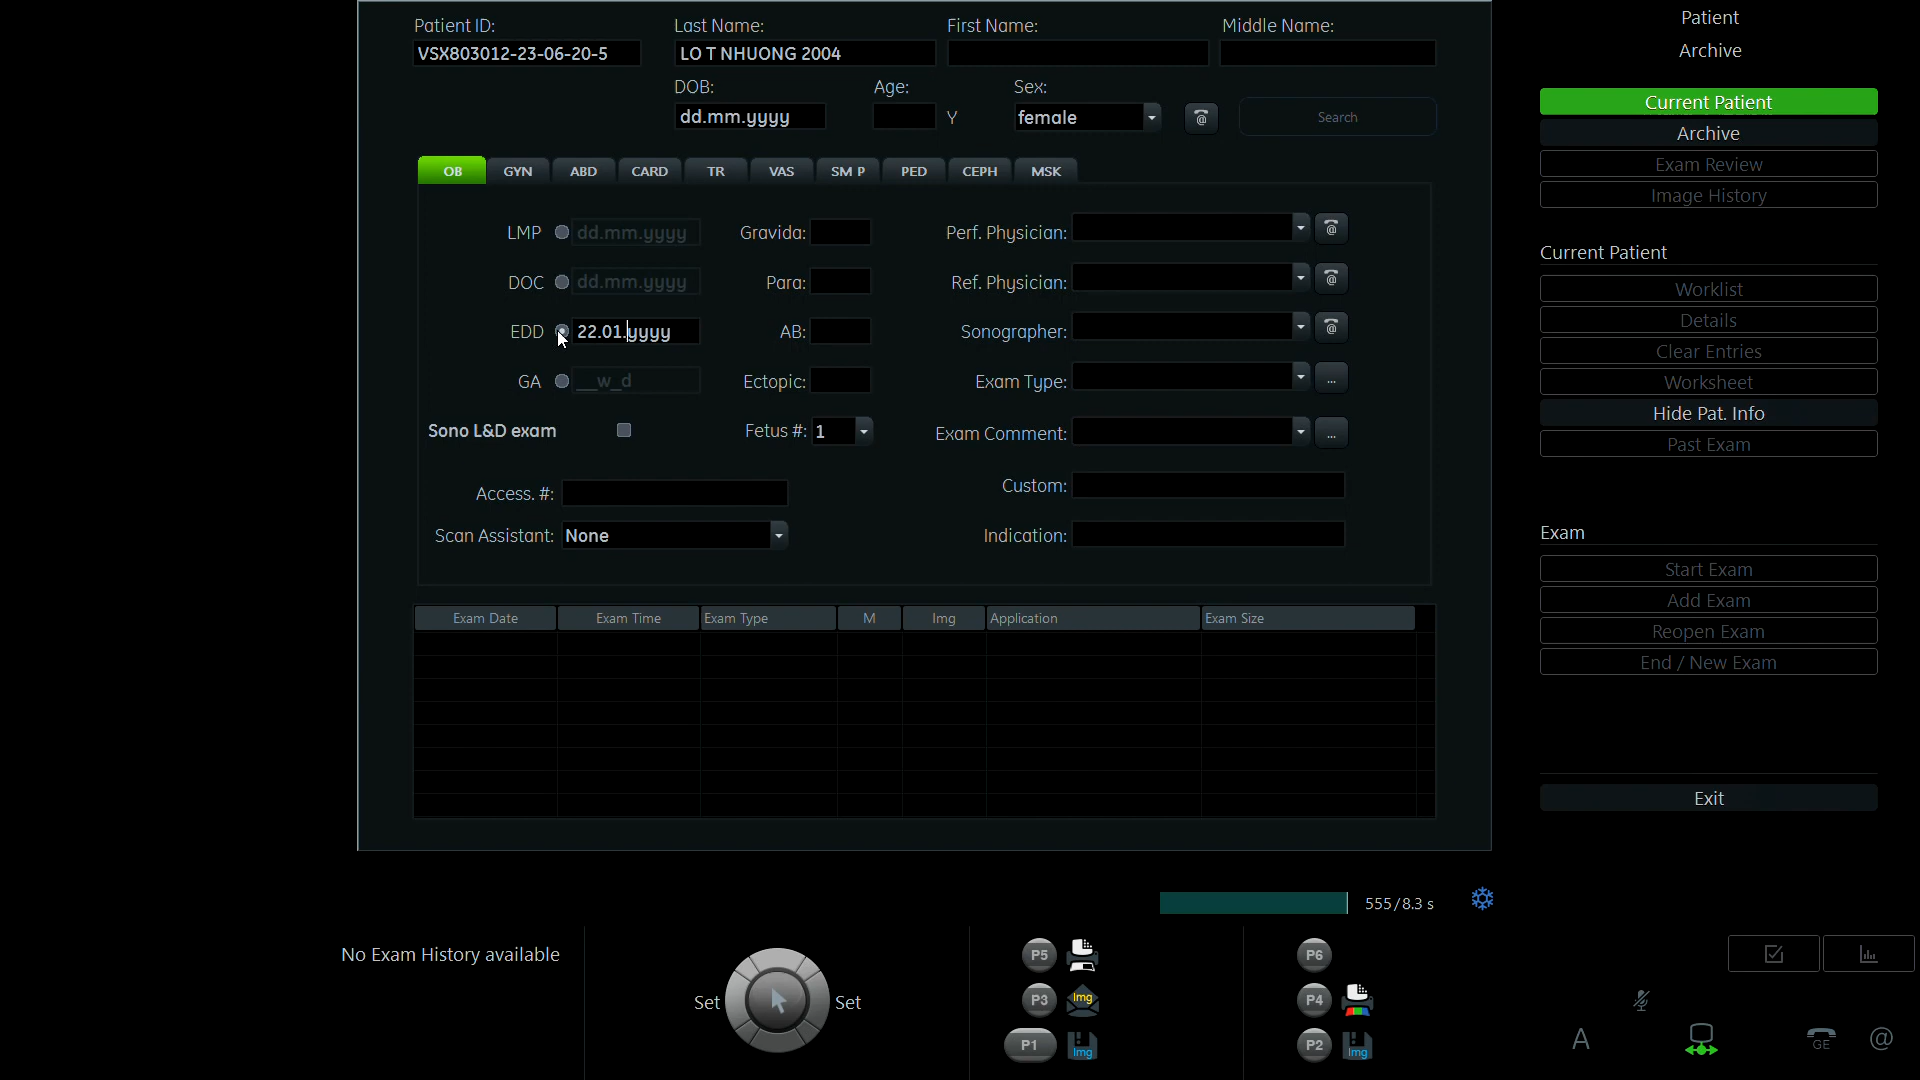 Patient ID: Last Name: First Name: Middle Name:
VSX803012-23-06-20-5 LO T NHUONG 2004
DOB: Age: Sex:
dd.mm.yyyy Y female @ Search
OB GYN ABD CARD TR VAS SM P PED CEPH MSK
LMP dd.mm.yyyy Gravida: Perf. Physician: @
DOC dd.mm.yyyy Para: Ref. Physician: @
EDD 22.01.yyyy AB: Sonographer: @
GA __w_d Ectopic: Exam Type: ...
Sono L&D exam Fetus #: 1 Exam Comment: ...
Access. #: Custom:
Scan Assistant: None Indication:
Exam Date Exam Time Exam Type M Img Application Exam Size
555/8.3 s
Patient
Archive
Current Patient
Archive
Exam Review
Image History
Current Patient
Worklist
Details
Clear Entries
Worksheet
Hide Pat. Info
Past Exam
Exam
Start Exam
Add Exam
Reopen Exam
End / New Exam
Exit
No Exam History available
Set Set
P5
P3 Img
P1 Img
P6
P4
P2 Img
A GE @